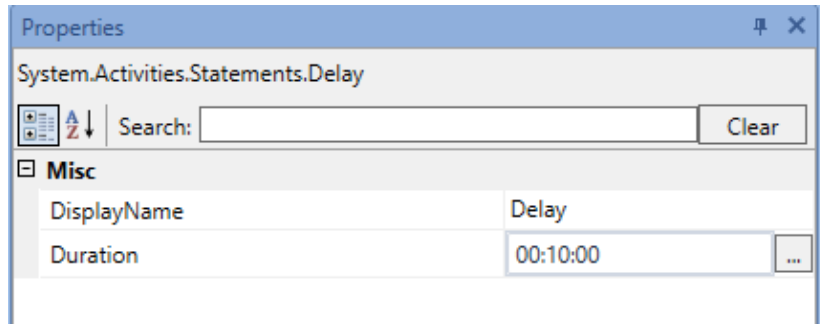 Properties
System.Activities.Statements.Delay
A
Z Search: Clear
Misc
DisplayName Delay
Duration 00:10:00 ...